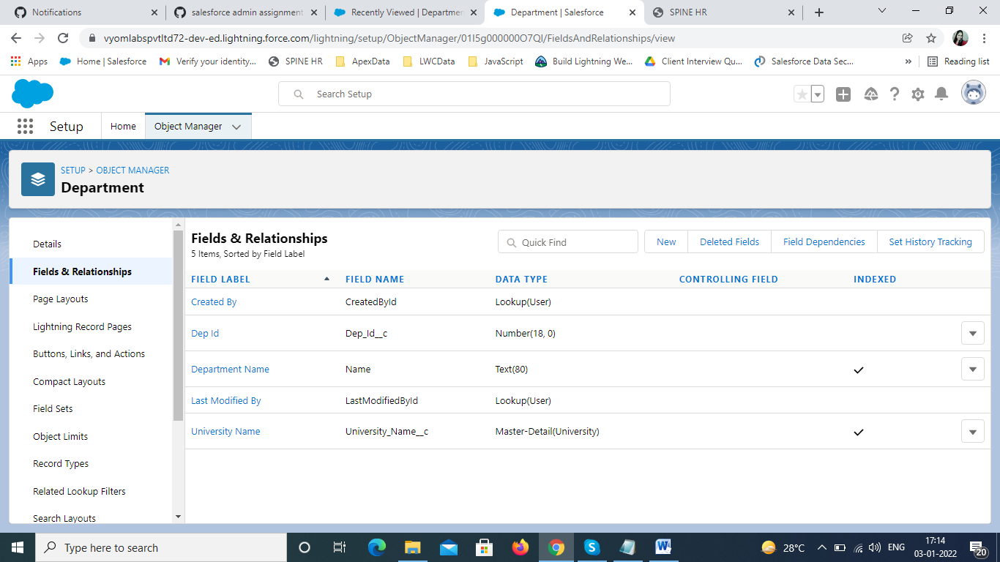 Notifications
salesforce admin assignment
Recently Viewed | Departmen
Department | Salesforce
SPINE HR
vyomlabspvtltd72-dev-ed.lightning.force.com/lightning/setup/ObjectManager/01I5g000000O7QI/FieldsAndRelationships/view
Apps Home | Salesforce Verify your identity... SPINE HR ApexData LWCData JavaScript Build Lightning We... Client Interview Qu... Salesforce Data Sec... » Reading list
Search Setup
Setup Home Object Manager
SETUP > OBJECT MANAGER
Department
Details
Fields & Relationships
Page Layouts
Lightning Record Pages
Buttons, Links, and Actions
Compact Layouts
Field Sets
Object Limits
Record Types
Related Lookup Filters
Search Layouts
Fields & Relationships
5 Items, Sorted by Field Label
Quick Find
New Deleted Fields Field Dependencies Set History Tracking
FIELD LABEL FIELD NAME DATA TYPE CONTROLLING FIELD INDEXED
Created By CreatedById Lookup(User)
Dep Id Dep_Id__c Number(18, 0)
Department Name Name Text(80)
Last Modified By LastModifiedById Lookup(User)
University Name University_Name__c Master-Detail(University)
Type here to search
28°C
ENG
17:14
03-01-2022
20